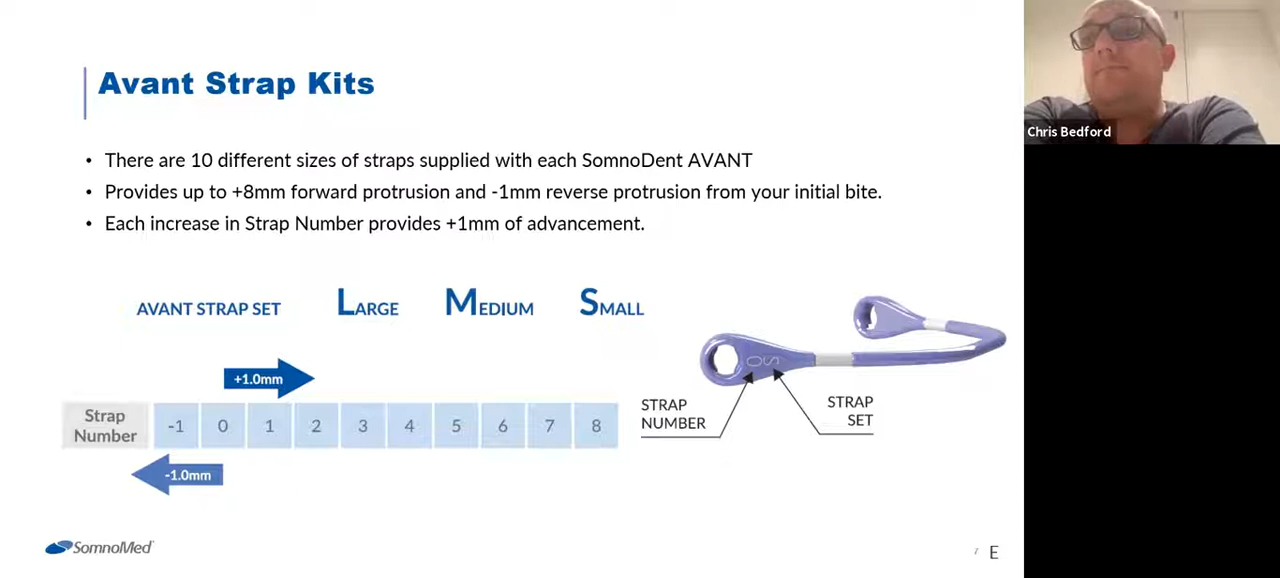 Avant Strap Kits
• There are 10 different sizes of straps supplied with each SomnoDent AVANT
• Provides up to +8mm forward protrusion and -1mm reverse protrusion from your initial bite.
• Each increase in Strap Number provides +1mm of advancement.
AVANT STRAP SET LARGE MEDIUM SMALL
+1.0mm
Strap Number -1 0 1 2 3 4 5 6 7 8
-1.0mm
0 S
STRAP NUMBER
STRAP SET
SomnoMed
7 E
Chris Bedford